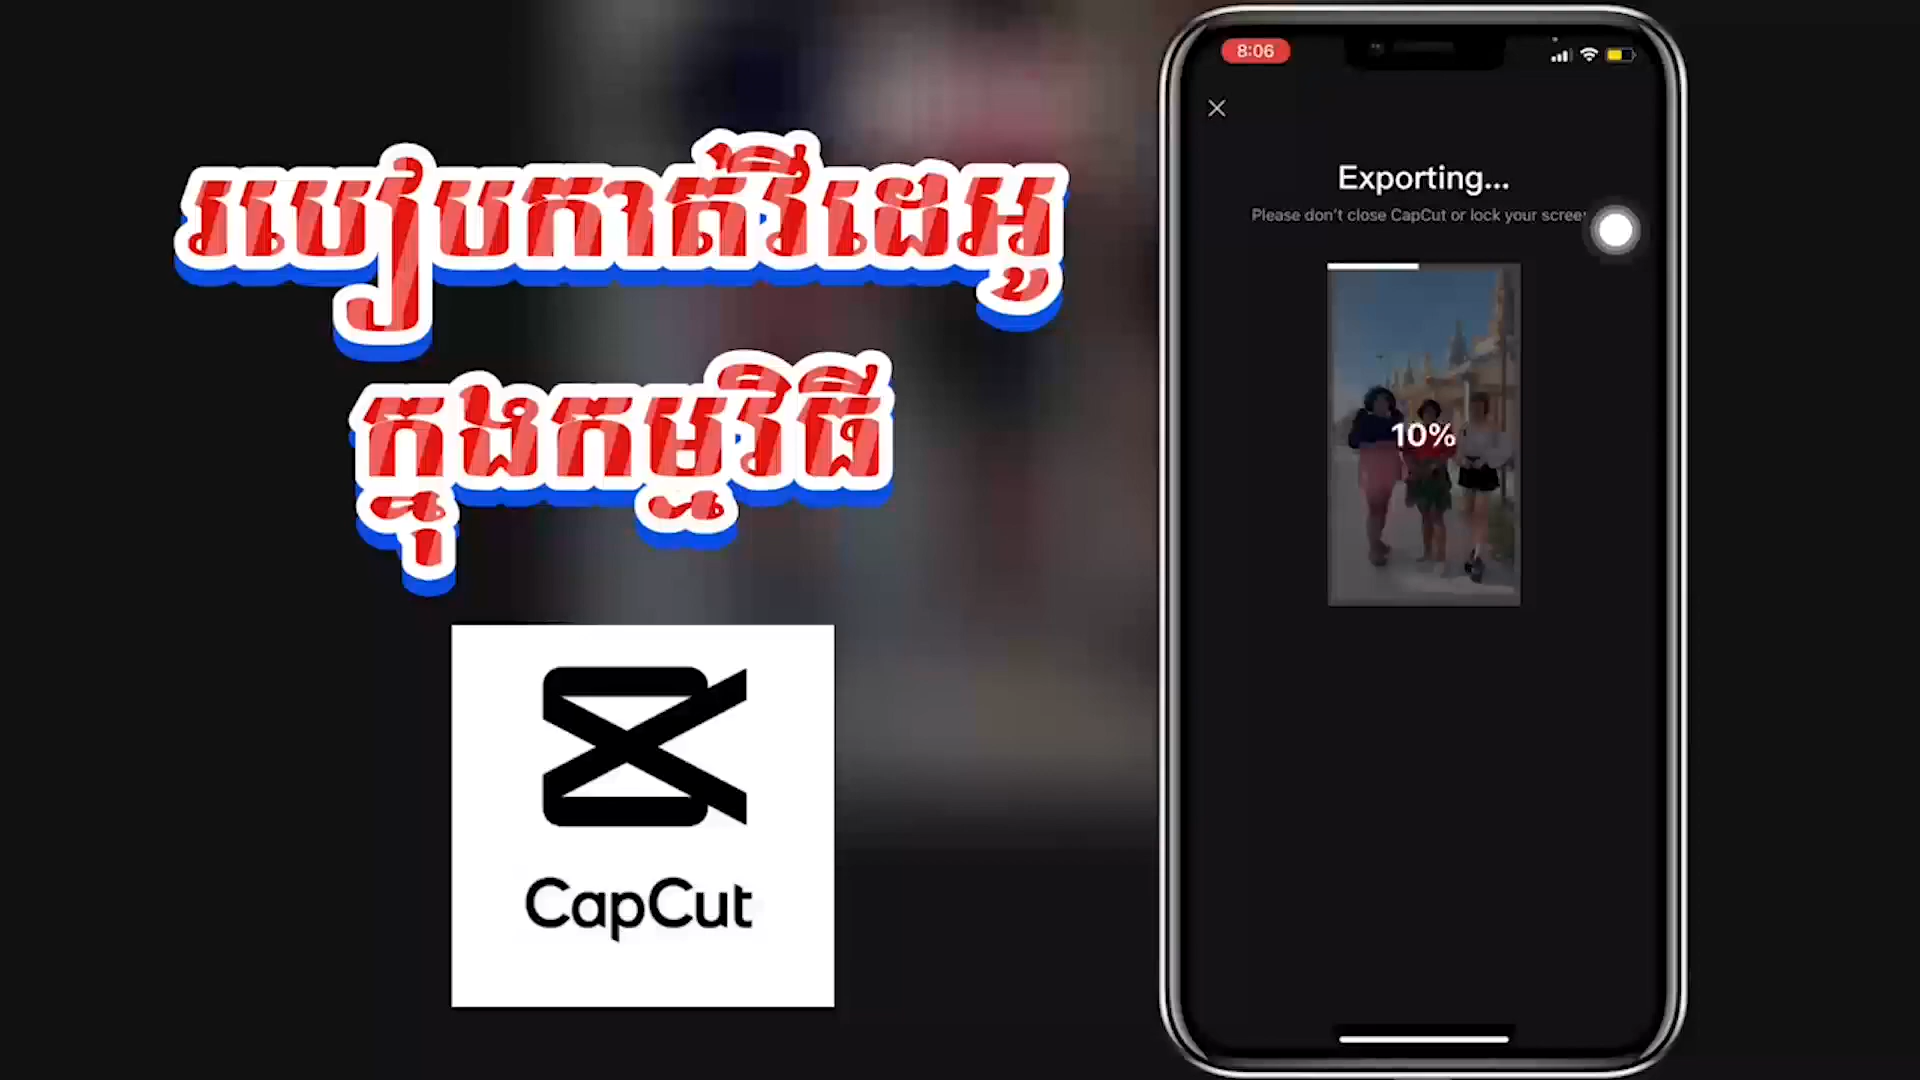 របៀបកាត់វីដេអូ
ក្នុងកម្មវិធី
CapCut
8:06
Exporting...
Please don't close CapCut or lock your screen
10%